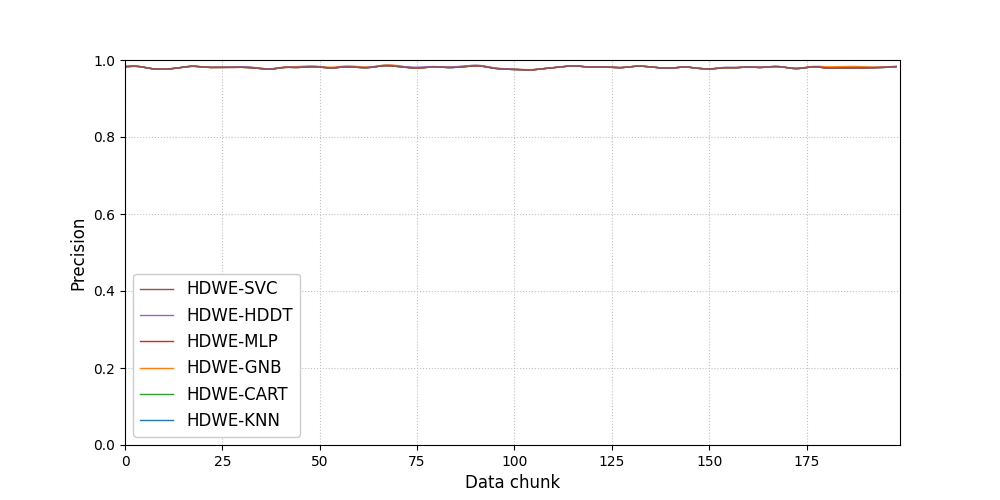 1.0
0.8
0.6
0.4
0.2
0.0
Precision
HDWE-SVC
HDWE-HDDT
HDWE-MLP
HDWE-GNB
HDWE-CART
HDWE-KNN
0 25 50 75 100 125 150 175
Data chunk